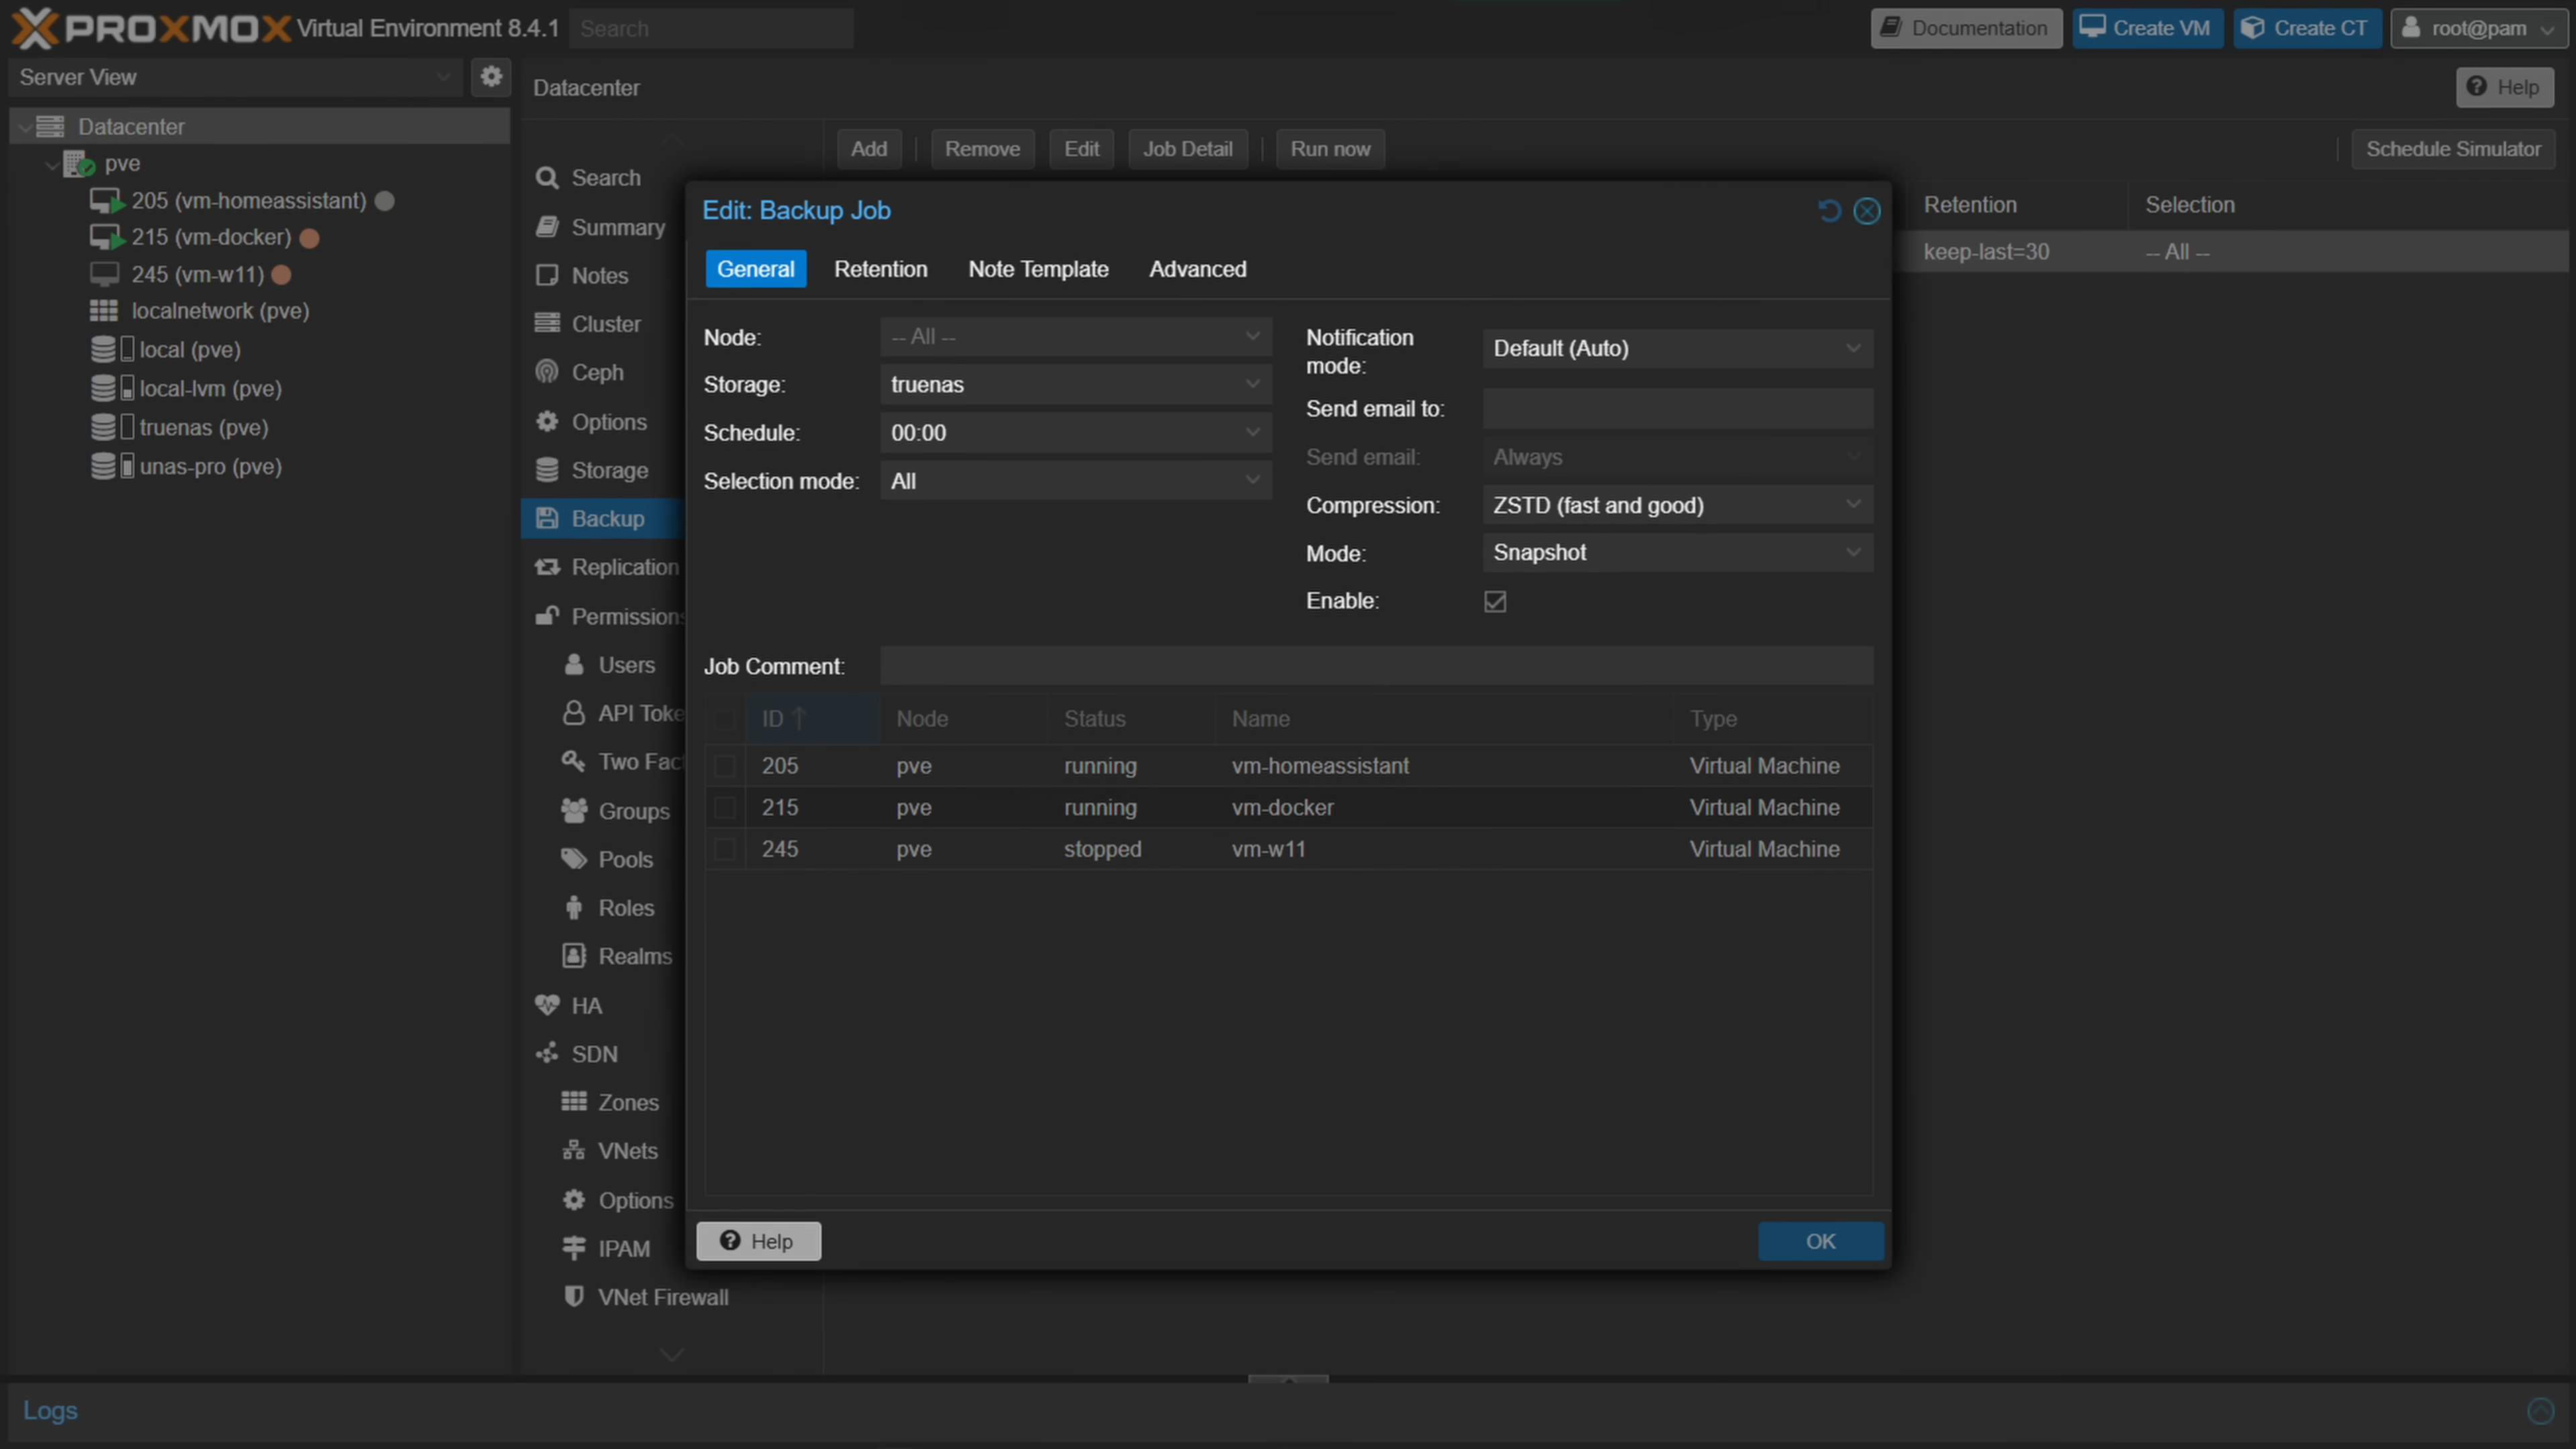 PROXMOX Virtual Environment 8.4.1 Search Documentation Create VM Create CT root@pam
Server View
Datacenter
pve
205 (vm-homeassistant)
215 (vm-docker)
245 (vm-w11)
localnetwork (pve)
local (pve)
local-lvm (pve)
truenas (pve)
unas-pro (pve)
Datacenter Help
Search
Summary
Notes
Cluster
Ceph
Options
Storage
Backup
Replication
Permissions
Users
API Toke
Two Fac
Groups
Pools
Roles
Realms
HA
SDN
Zones
VNets
Options
IPAM
VNet Firewall
Add Remove Edit Job Detail Run now Schedule Simulator
Retention Selection
keep-last=30 -- All --
Edit: Backup Job
General Retention Note Template Advanced
Node: -- All --
Storage: truenas
Schedule: 00:00
Selection mode: All
Notification mode: Default (Auto)
Send email to:
Send email: Always
Compression: ZSTD (fast and good)
Mode: Snapshot
Enable:
Job Comment:
ID Node Status Name Type
205 pve running vm-homeassistant Virtual Machine
215 pve running vm-docker Virtual Machine
245 pve stopped vm-w11 Virtual Machine
Help OK
Logs